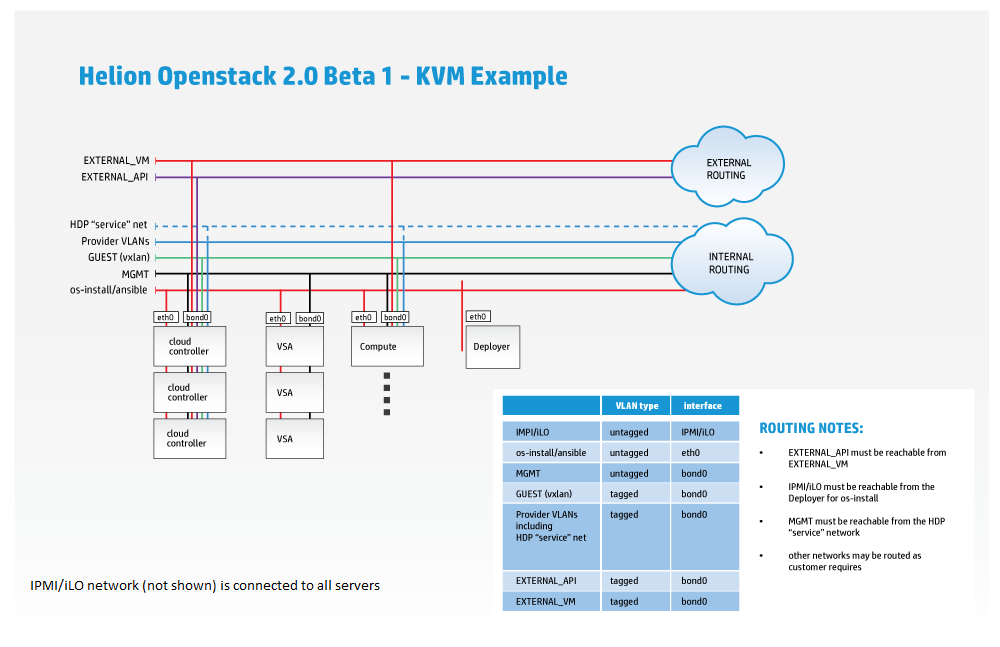 Helion Openstack 2.0 Beta 1 - KVM Example
EXTERNAL_VM
EXTERNAL_API
HDP “service” net
Provider VLANs
GUEST (vxlan)
MGMT
os-install/ansible
EXTERNAL
ROUTING
INTERNAL
ROUTING
eth0 bond0
eth0 bond0
eth0 bond0
eth0
cloud
controller
cloud
controller
cloud
controller
VSA
VSA
VSA
Compute
Deployer
VLAN type interface
IMPI/iLO untagged IPMI/iLO
os-install/ansible untagged eth0
MGMT untagged bond0
GUEST (vxlan) tagged bond0
Provider VLANs tagged bond0
including
HDP “service” net
EXTERNAL_API tagged bond0
EXTERNAL_VM tagged bond0
ROUTING NOTES:
• EXTERNAL_API must be reachable from
EXTERNAL_VM
• IPMI/iLO must be reachable from the
Deployer for os-install
• MGMT must be reachable from the HDP
“service” network
• other networks may be routed as
customer requires
IPMI/iLO network (not shown) is connected to all servers